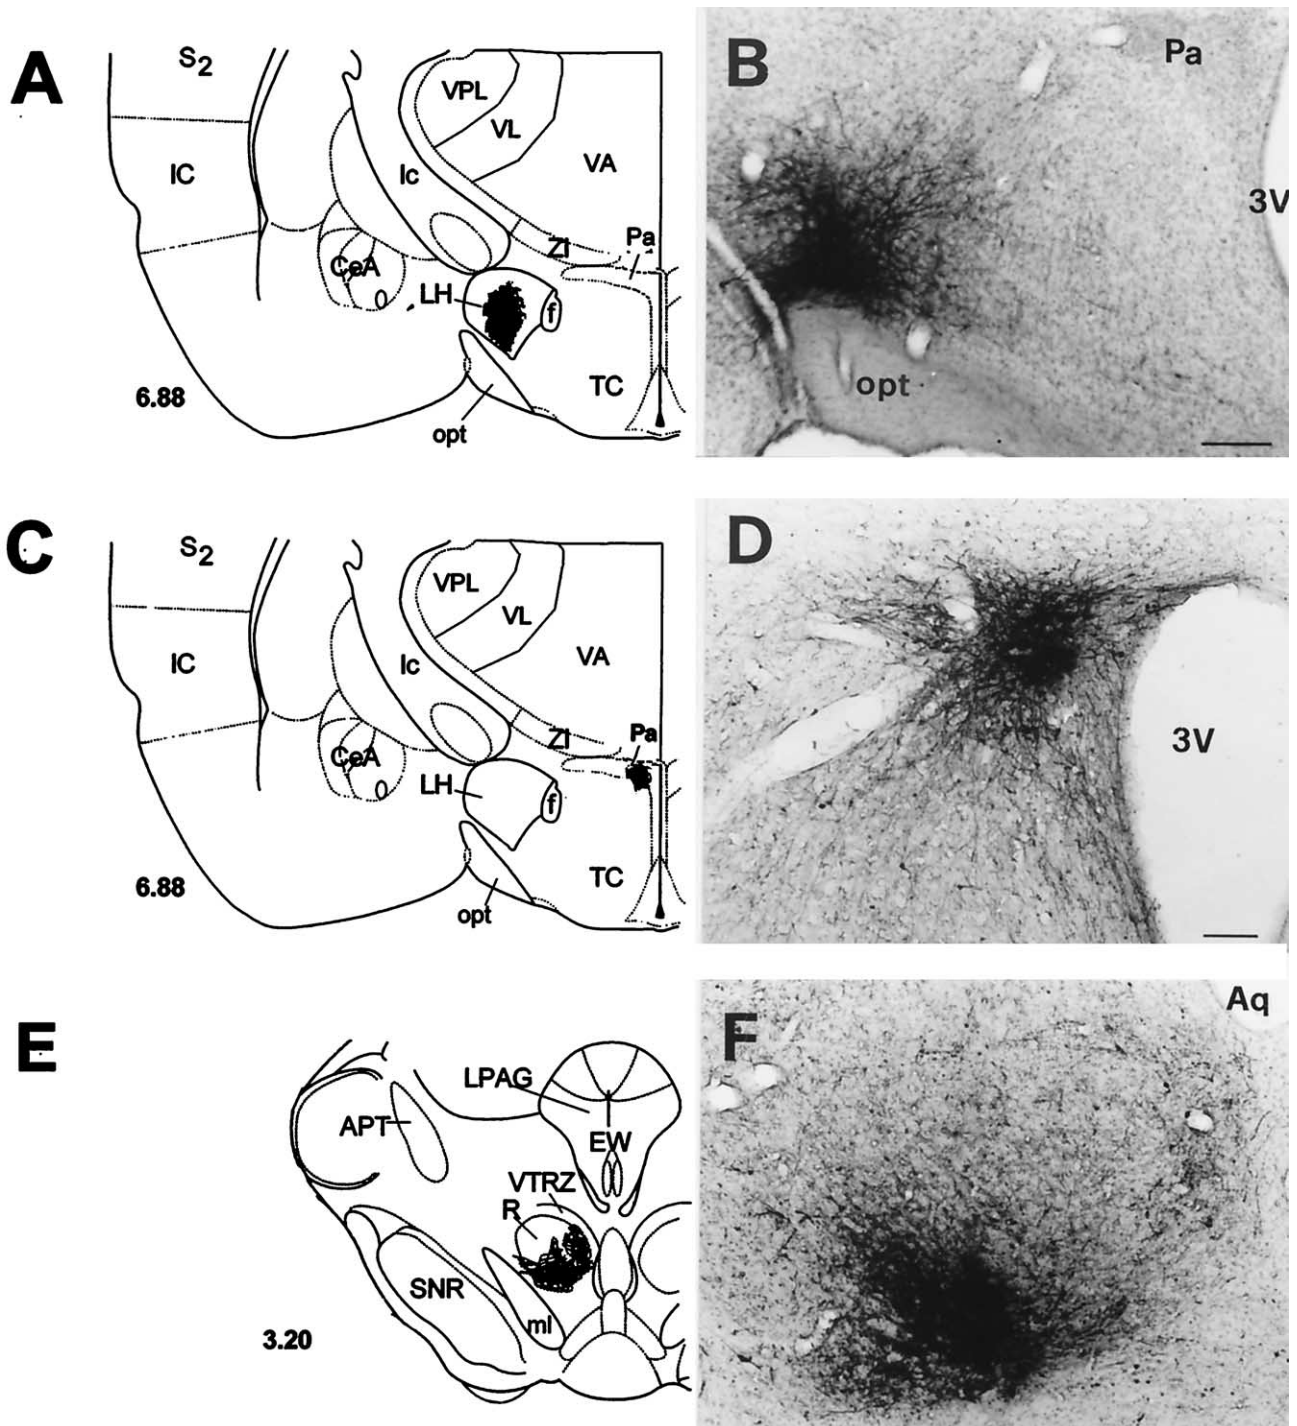 A
S2
VPL
VL
IC
Ic
VA
Pa
ZI
CeA
LH
f
TC
6.88
opt
B
Pa
3V
opt
C
S2
VPL
VL
IC
Ic
VA
Pa
ZI
CeA
LH
f
TC
6.88
opt
D
3V
E
LPAG
APT
EW
VTRZ
R
SNR
ml
3.20
Aq
F